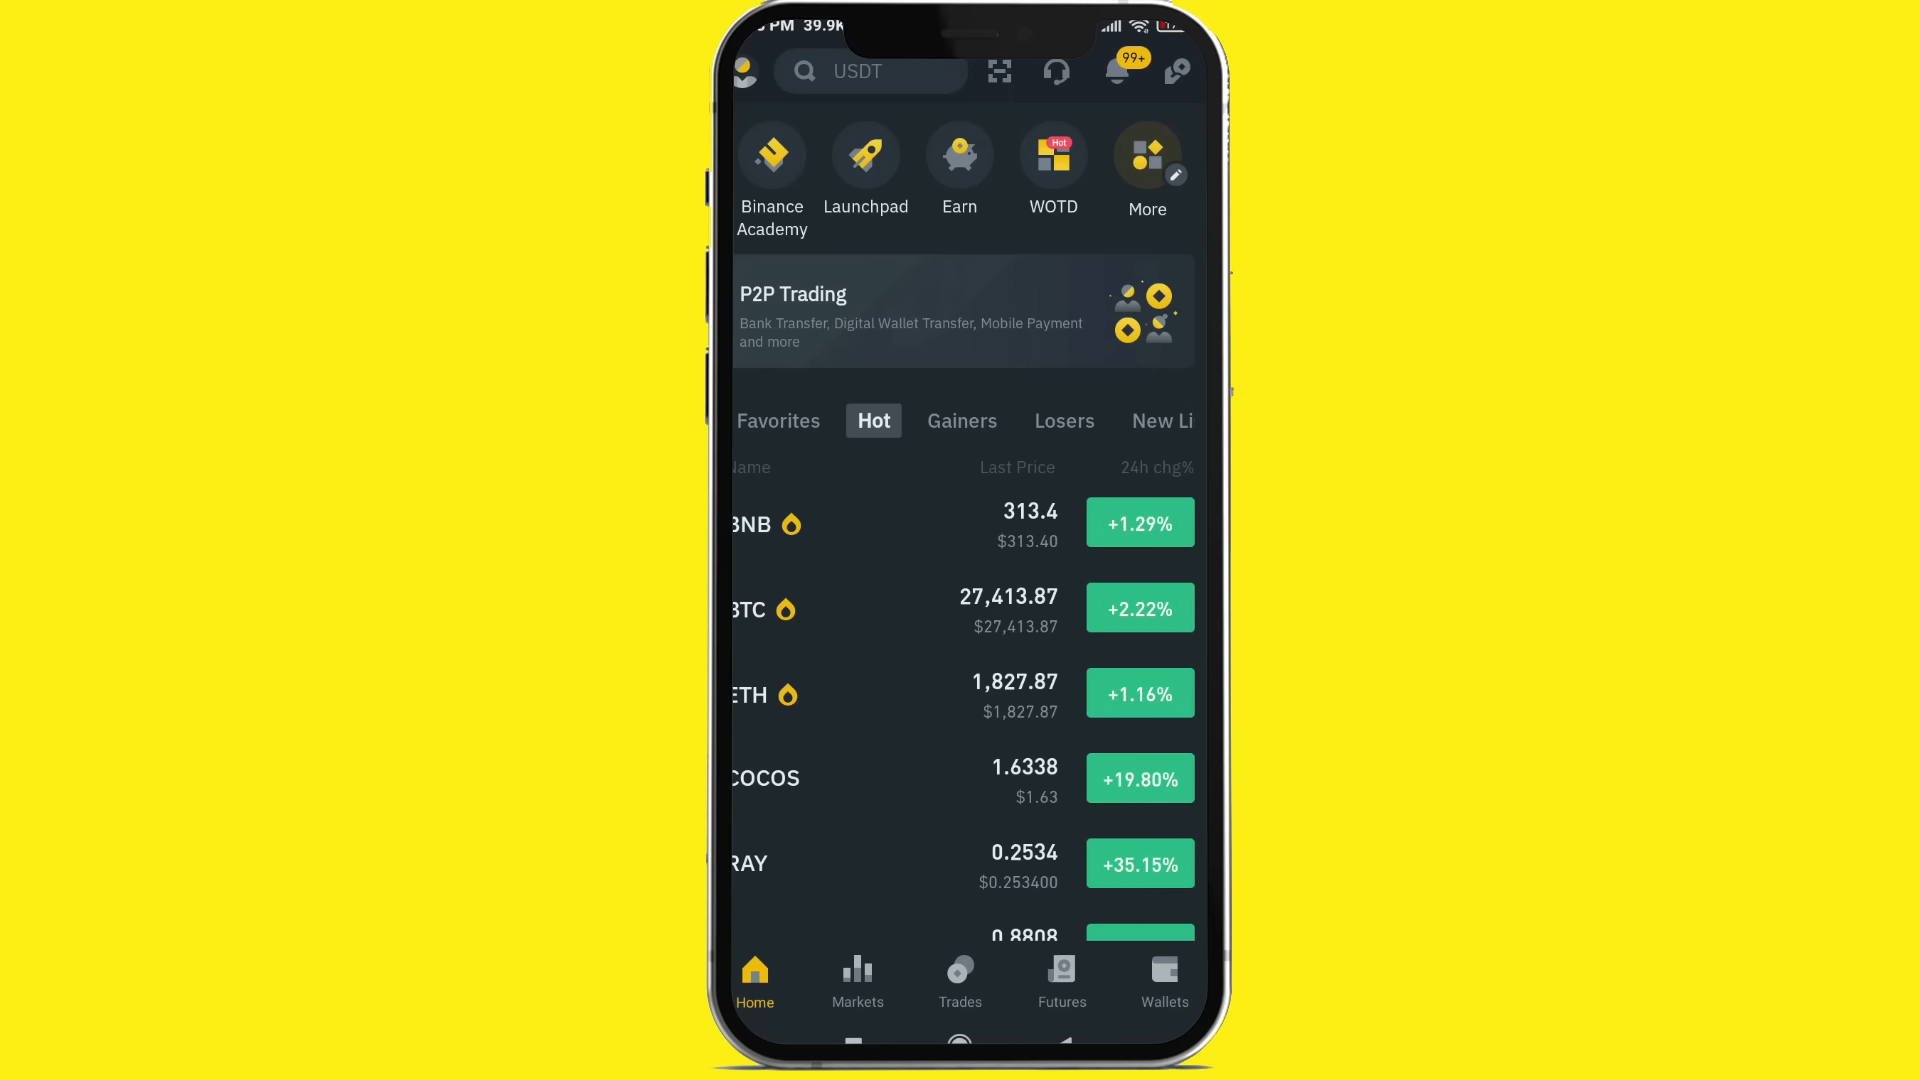 PM 39.9K
USDT
99+
Hot
Binance Academy
Launchpad
Earn
WOTD
More
P2P Trading
Bank Transfer, Digital Wallet Transfer, Mobile Payment
and more
Favorites Hot Gainers Losers New Li
Name Last Price 24h chg%
BNB 313.4 +1.29%
$313.40
BTC 27,413.87 +2.22%
$27,413.87
ETH 1,827.87 +1.16%
$1,827.87
COCOS 1.6338 +19.80%
$1.63
RAY 0.2534 +35.15%
$0.253400
0.8808
Home Markets Trades Futures Wallets